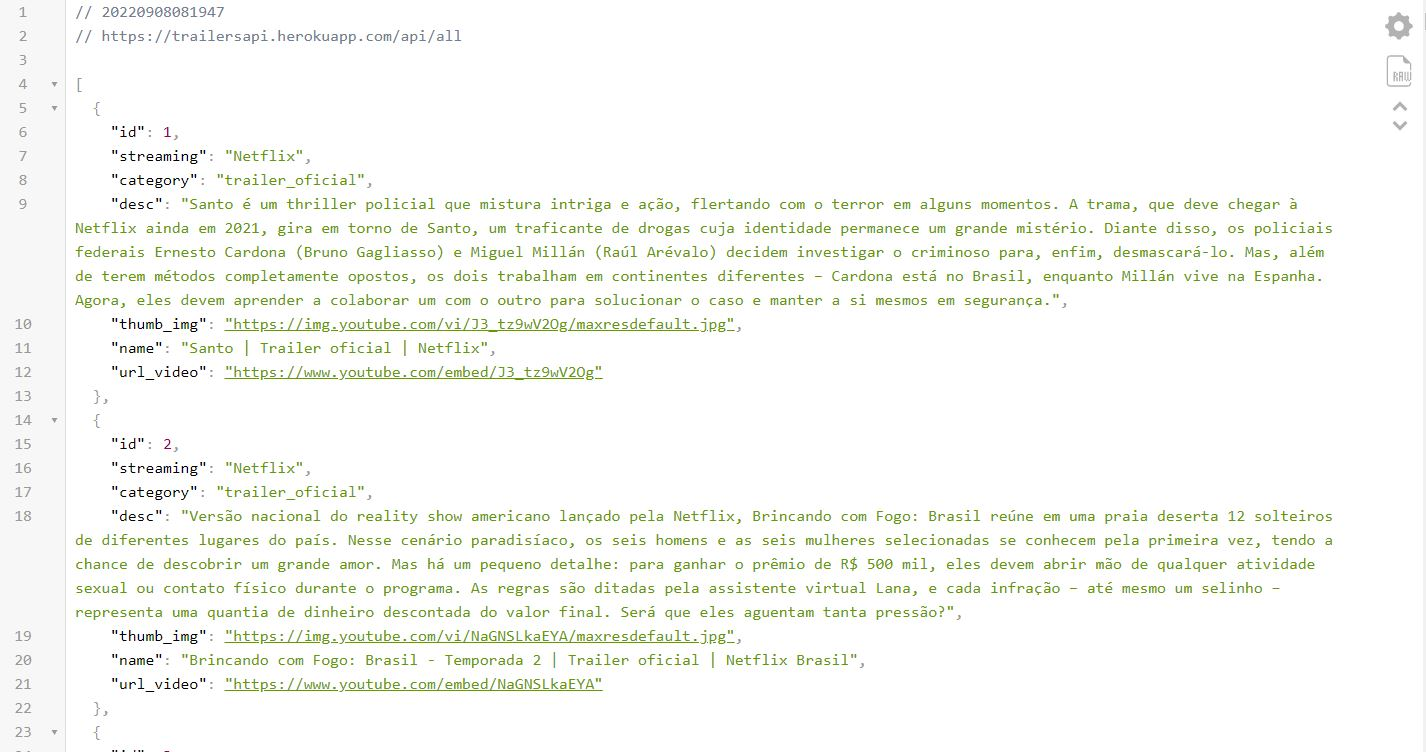 1 // 20220908081947
2 // https://trailersapi.herokuapp.com/api/all
3
4 [
5 {
6 "id": 1,
7 "streaming": "Netflix",
8 "category": "trailer_oficial",
9 "desc": "Santo é um thriller policial que mistura intriga e ação, flertando com o terror em alguns momentos. A trama, que deve chegar à
Netflix ainda em 2021, gira em torno de Santo, um traficante de drogas cuja identidade permanece um grande mistério. Diante disso, os policiais
federais Ernesto Cardona (Bruno Gagliasso) e Miguel Millán (Raúl Arévalo) decidem investigar o criminoso para, enfim, desmascará-lo. Mas, além
de terem métodos completamente opostos, os dois trabalham em continentes diferentes – Cardona está no Brasil, enquanto Millán vive na Espanha.
Agora, eles devem aprender a colaborar um com o outro para solucionar o caso e manter a si mesmos em segurança.",
10 "thumb_img": "https://img.youtube.com/vi/J3_tz9wV2Og/maxresdefault.jpg",
11 "name": "Santo | Trailer oficial | Netflix",
12 "url_video": "https://www.youtube.com/embed/J3_tz9wV2Og"
13 },
14 {
15 "id": 2,
16 "streaming": "Netflix",
17 "category": "trailer_oficial",
18 "desc": "Versão nacional do reality show americano lançado pela Netflix, Brincando com Fogo: Brasil reúne em uma praia deserta 12 solteiros
de diferentes lugares do país. Nesse cenário paradisíaco, os seis homens e as seis mulheres selecionadas se conhecem pela primeira vez, tendo a
chance de descobrir um grande amor. Mas há um pequeno detalhe: para ganhar o prêmio de R$ 500 mil, eles devem abrir mão de qualquer atividade
sexual ou contato físico durante o programa. As regras são ditadas pela assistente virtual Lana, e cada infração – até mesmo um selinho –
representa uma quantia de dinheiro descontada do valor final. Será que eles aguentam tanta pressão?",
19 "thumb_img": "https://img.youtube.com/vi/NaGNSLkaEYA/maxresdefault.jpg",
20 "name": "Brincando com Fogo: Brasil - Temporada 2 | Trailer oficial | Netflix Brasil",
21 "url_video": "https://www.youtube.com/embed/NaGNSLkaEYA"
22 },
23 {
RAW